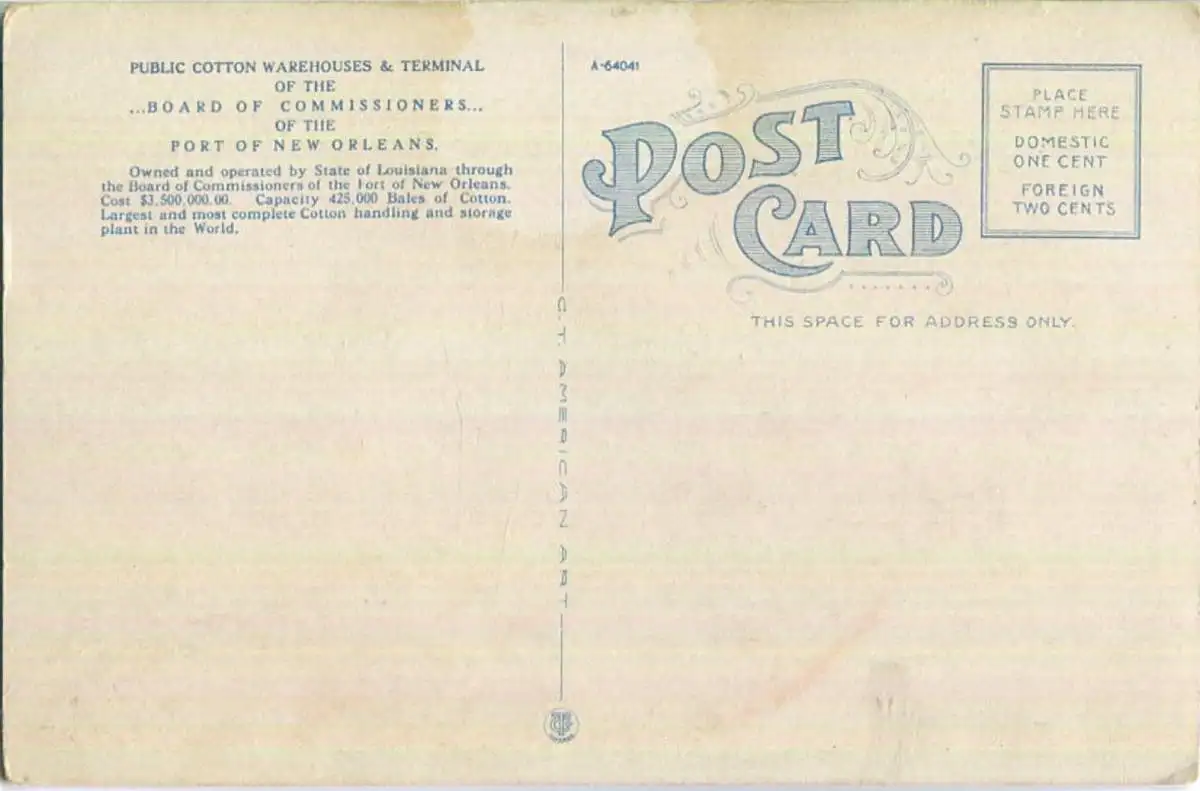 PUBLIC COTTON WAREHOUSES & TERMINAL
OF THE
...BOARD OF COMMISSIONERS...
OF THE
PORT OF NEW ORLEANS.
Owned and operated by State of Louisiana through
the Board of Commissioners of the Port of New Orleans.
Cost $3,500,000.00. Capacity 425,000 Bales of Cotton.
Largest and most complete Cotton handling and storage
plant in the World.
C. T. AMERICAN ART
A-64041
POST
CARD
PLACE
STAMP HERE
DOMESTIC
ONE CENT
FOREIGN
TWO CENTS
THIS SPACE FOR ADDRESS ONLY.